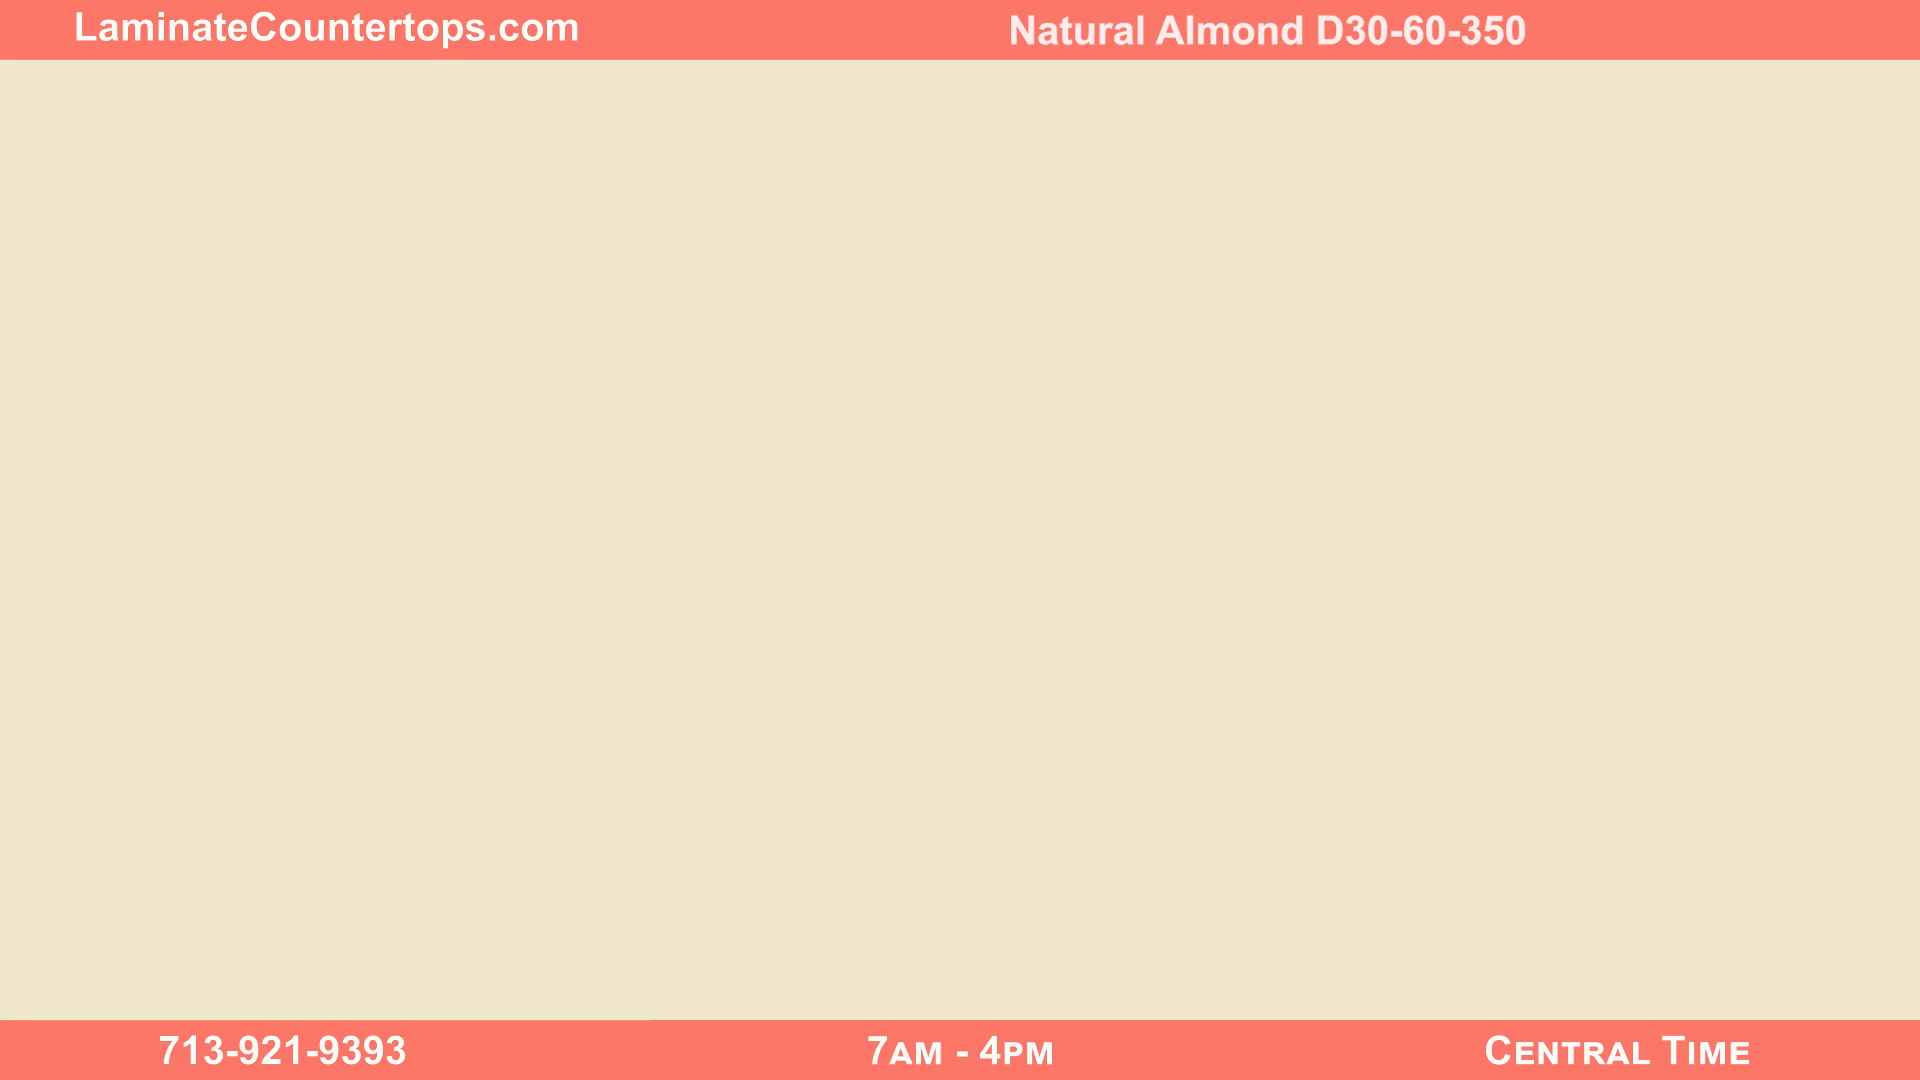 LaminateCountertops.com
Natural Almond D30-60-350
713-921-9393
7AM - 4PM
CENTRAL TIME